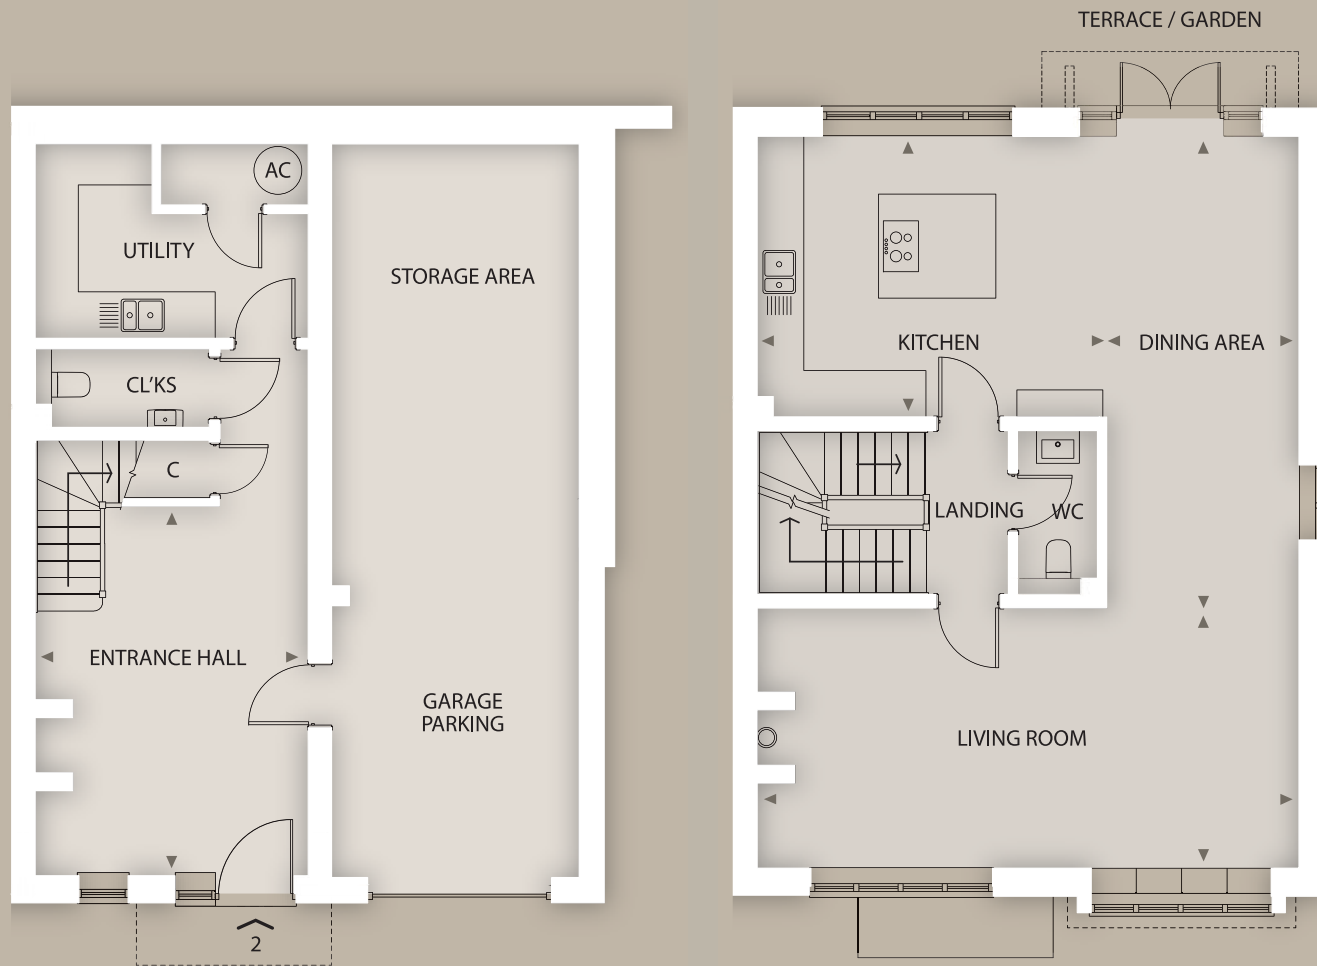 TERRACE / GARDEN
AC
UTILITY
STORAGE AREA
CL'KS
C
ENTRANCE HALL
GARAGE
PARKING
2
KITCHEN
DINING AREA
LANDING
WC
LIVING ROOM